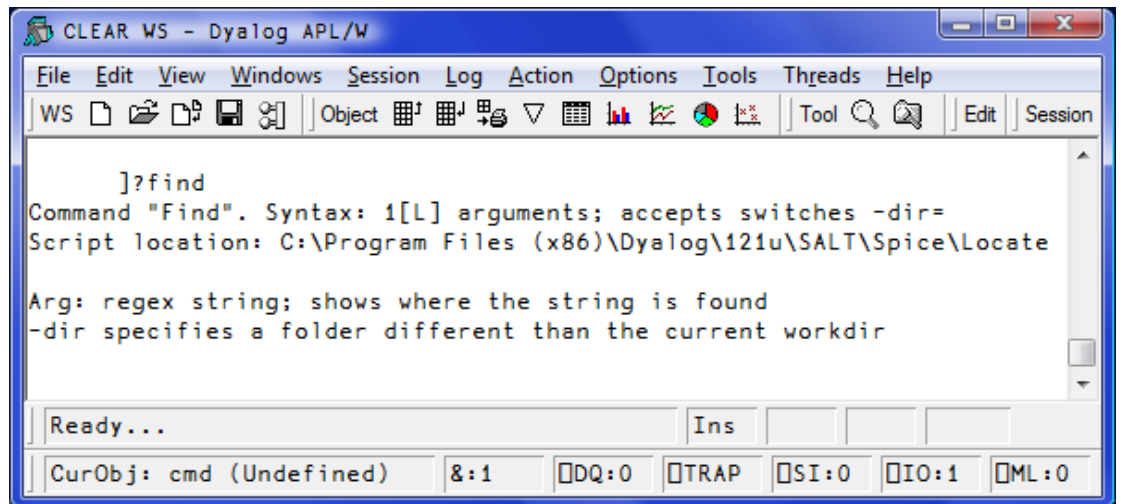 CLEAR WS - Dyalog APL/W
File Edit View Windows Session Log Action Options Tools Threads Help
WS Object Tool Edit Session
]?find
Command "Find". Syntax: 1[L] arguments; accepts switches -dir=
Script location: C:\Program Files (x86)\Dyalog\121u\SALT\Spice\Locate
Arg: regex string; shows where the string is found
-dir specifies a folder different than the current workdir
Ready... Ins
CurObj: cmd (Undefined) &:1 ⎕DQ:0 ⎕TRAP ⎕SI:0 ⎕IO:1 ⎕ML:0